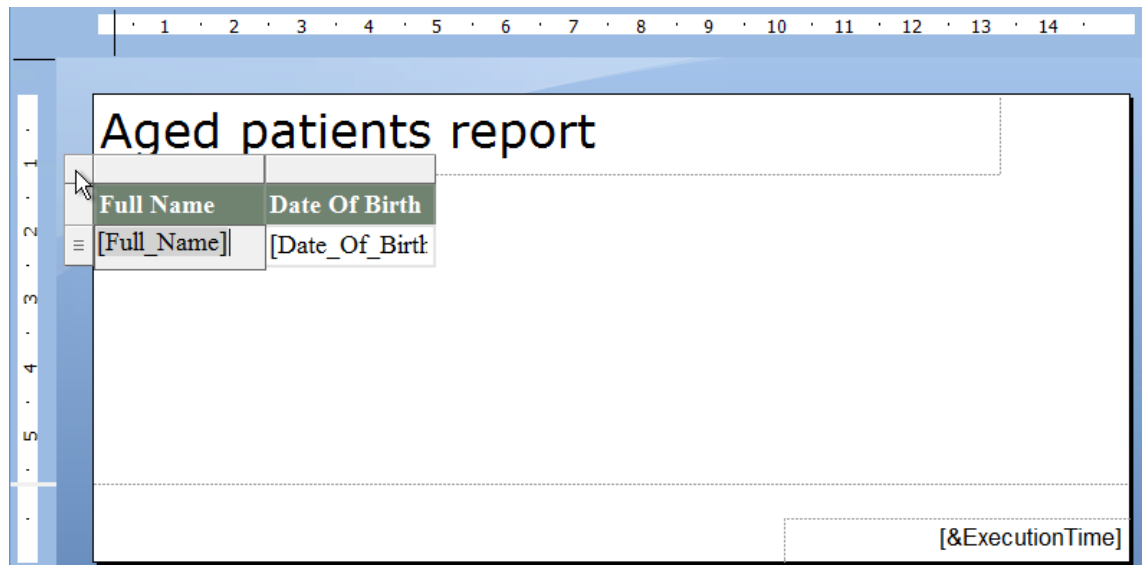 1 2 3 4 5 6 7 8 9 10 11 12 13 14
Aged patients report
1
Full Name Date Of Birth
2
[Full_Name] [Date_Of_Birth
3
4
5
[&ExecutionTime]